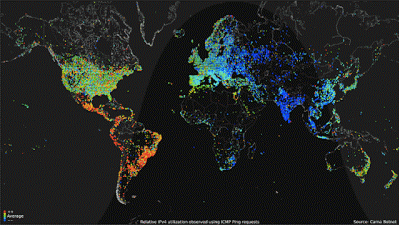 Average
Relative IPv4 utilization observed using ICMP Ping requests
Source: Carna Botnet